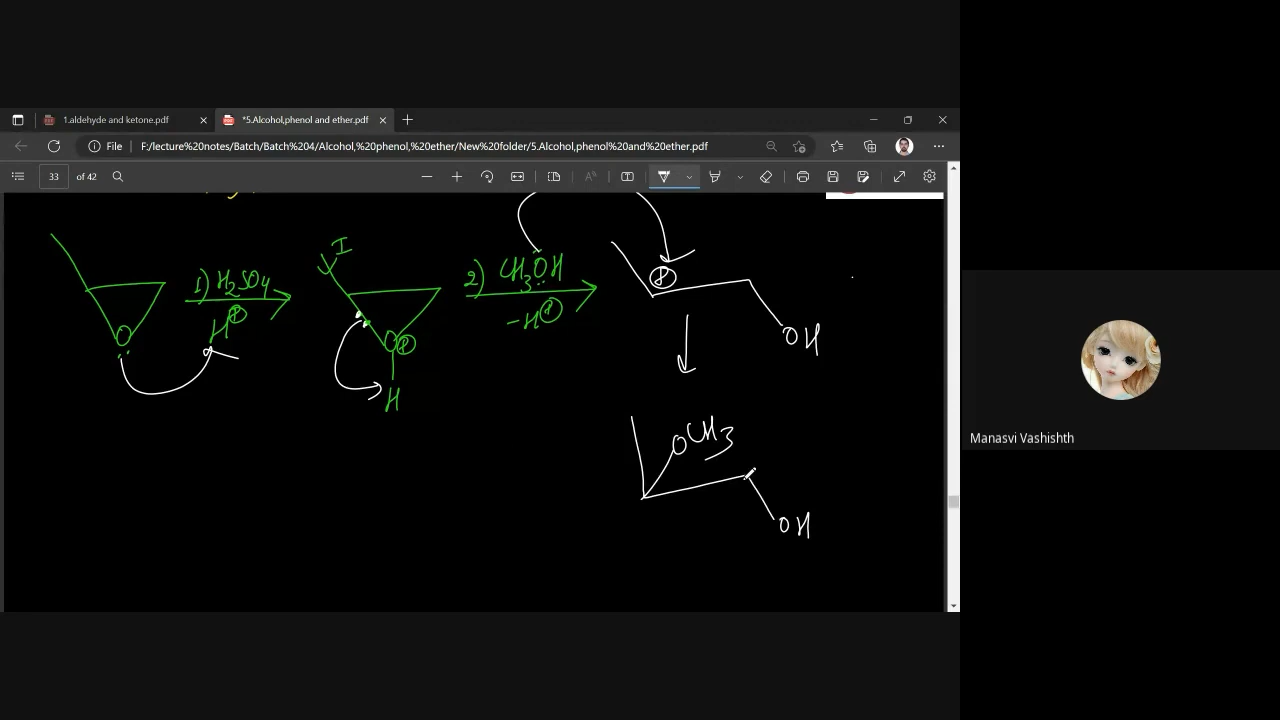 1.aldehyde and ketone.pdf
*5.Alcohol,phenol and ether.pdf
File
F:/lecture%20notes/Batch/Batch%204/Alcohol,%20phenol,%20ether/New%20folder/5.Alcohol,phenol%20and%20ether.pdf
33 of 42
I
1) H2SO4
H⊕
O
O⊕
H
2) CH3OH
-H⊕
⊕
OH
OCH3
OH
Manasvi Vashishth